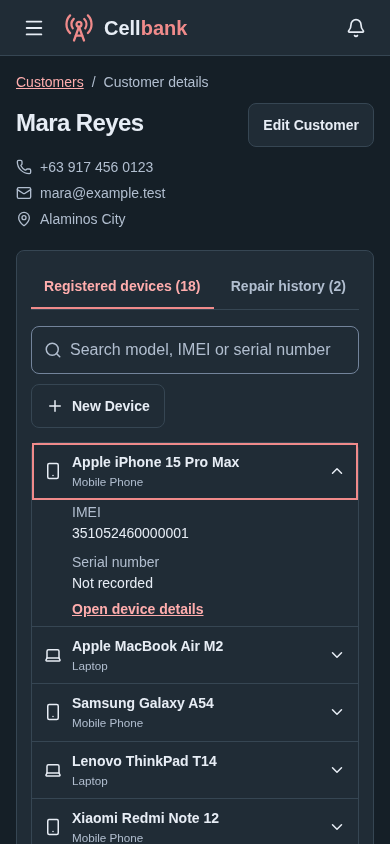 Cellbank
Customers / Customer details
Mara Reyes
Edit Customer
+63 917 456 0123
mara@example.test
Alaminos City
Registered devices (18)
Repair history (2)
Search model, IMEI or serial number
New Device
Apple iPhone 15 Pro Max
Mobile Phone
IMEI
351052460000001
Serial number
Not recorded
Open device details
Apple MacBook Air M2
Laptop
Samsung Galaxy A54
Mobile Phone
Lenovo ThinkPad T14
Laptop
Xiaomi Redmi Note 12
Mobile Phone